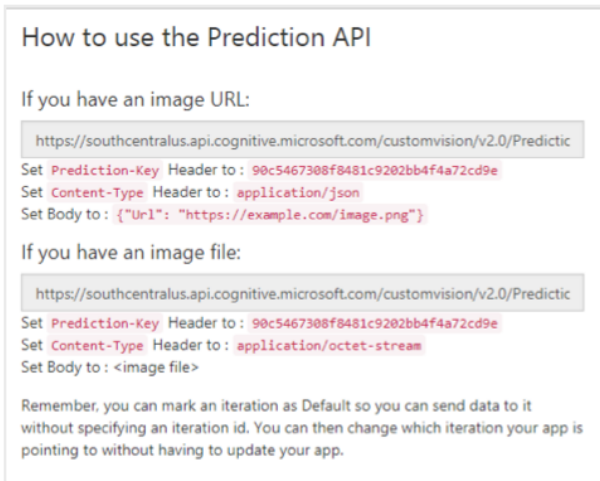 How to use the Prediction API
If you have an image URL:
https://southcentralus.api.cognitive.microsoft.com/customvision/v2.0/Predictic
Set Prediction-Key Header to : 90c5467308f8481c9202bb4f4a72cd9e
Set Content-Type Header to : application/json
Set Body to : {"Url": "https://example.com/image.png"}
If you have an image file:
https://southcentralus.api.cognitive.microsoft.com/customvision/v2.0/Predictic
Set Prediction-Key Header to : 90c5467308f8481c9202bb4f4a72cd9e
Set Content-Type Header to : application/octet-stream
Set Body to : <image file>
Remember, you can mark an iteration as Default so you can send data to it
without specifying an iteration id. You can then change which iteration your app is
pointing to without having to update your app.